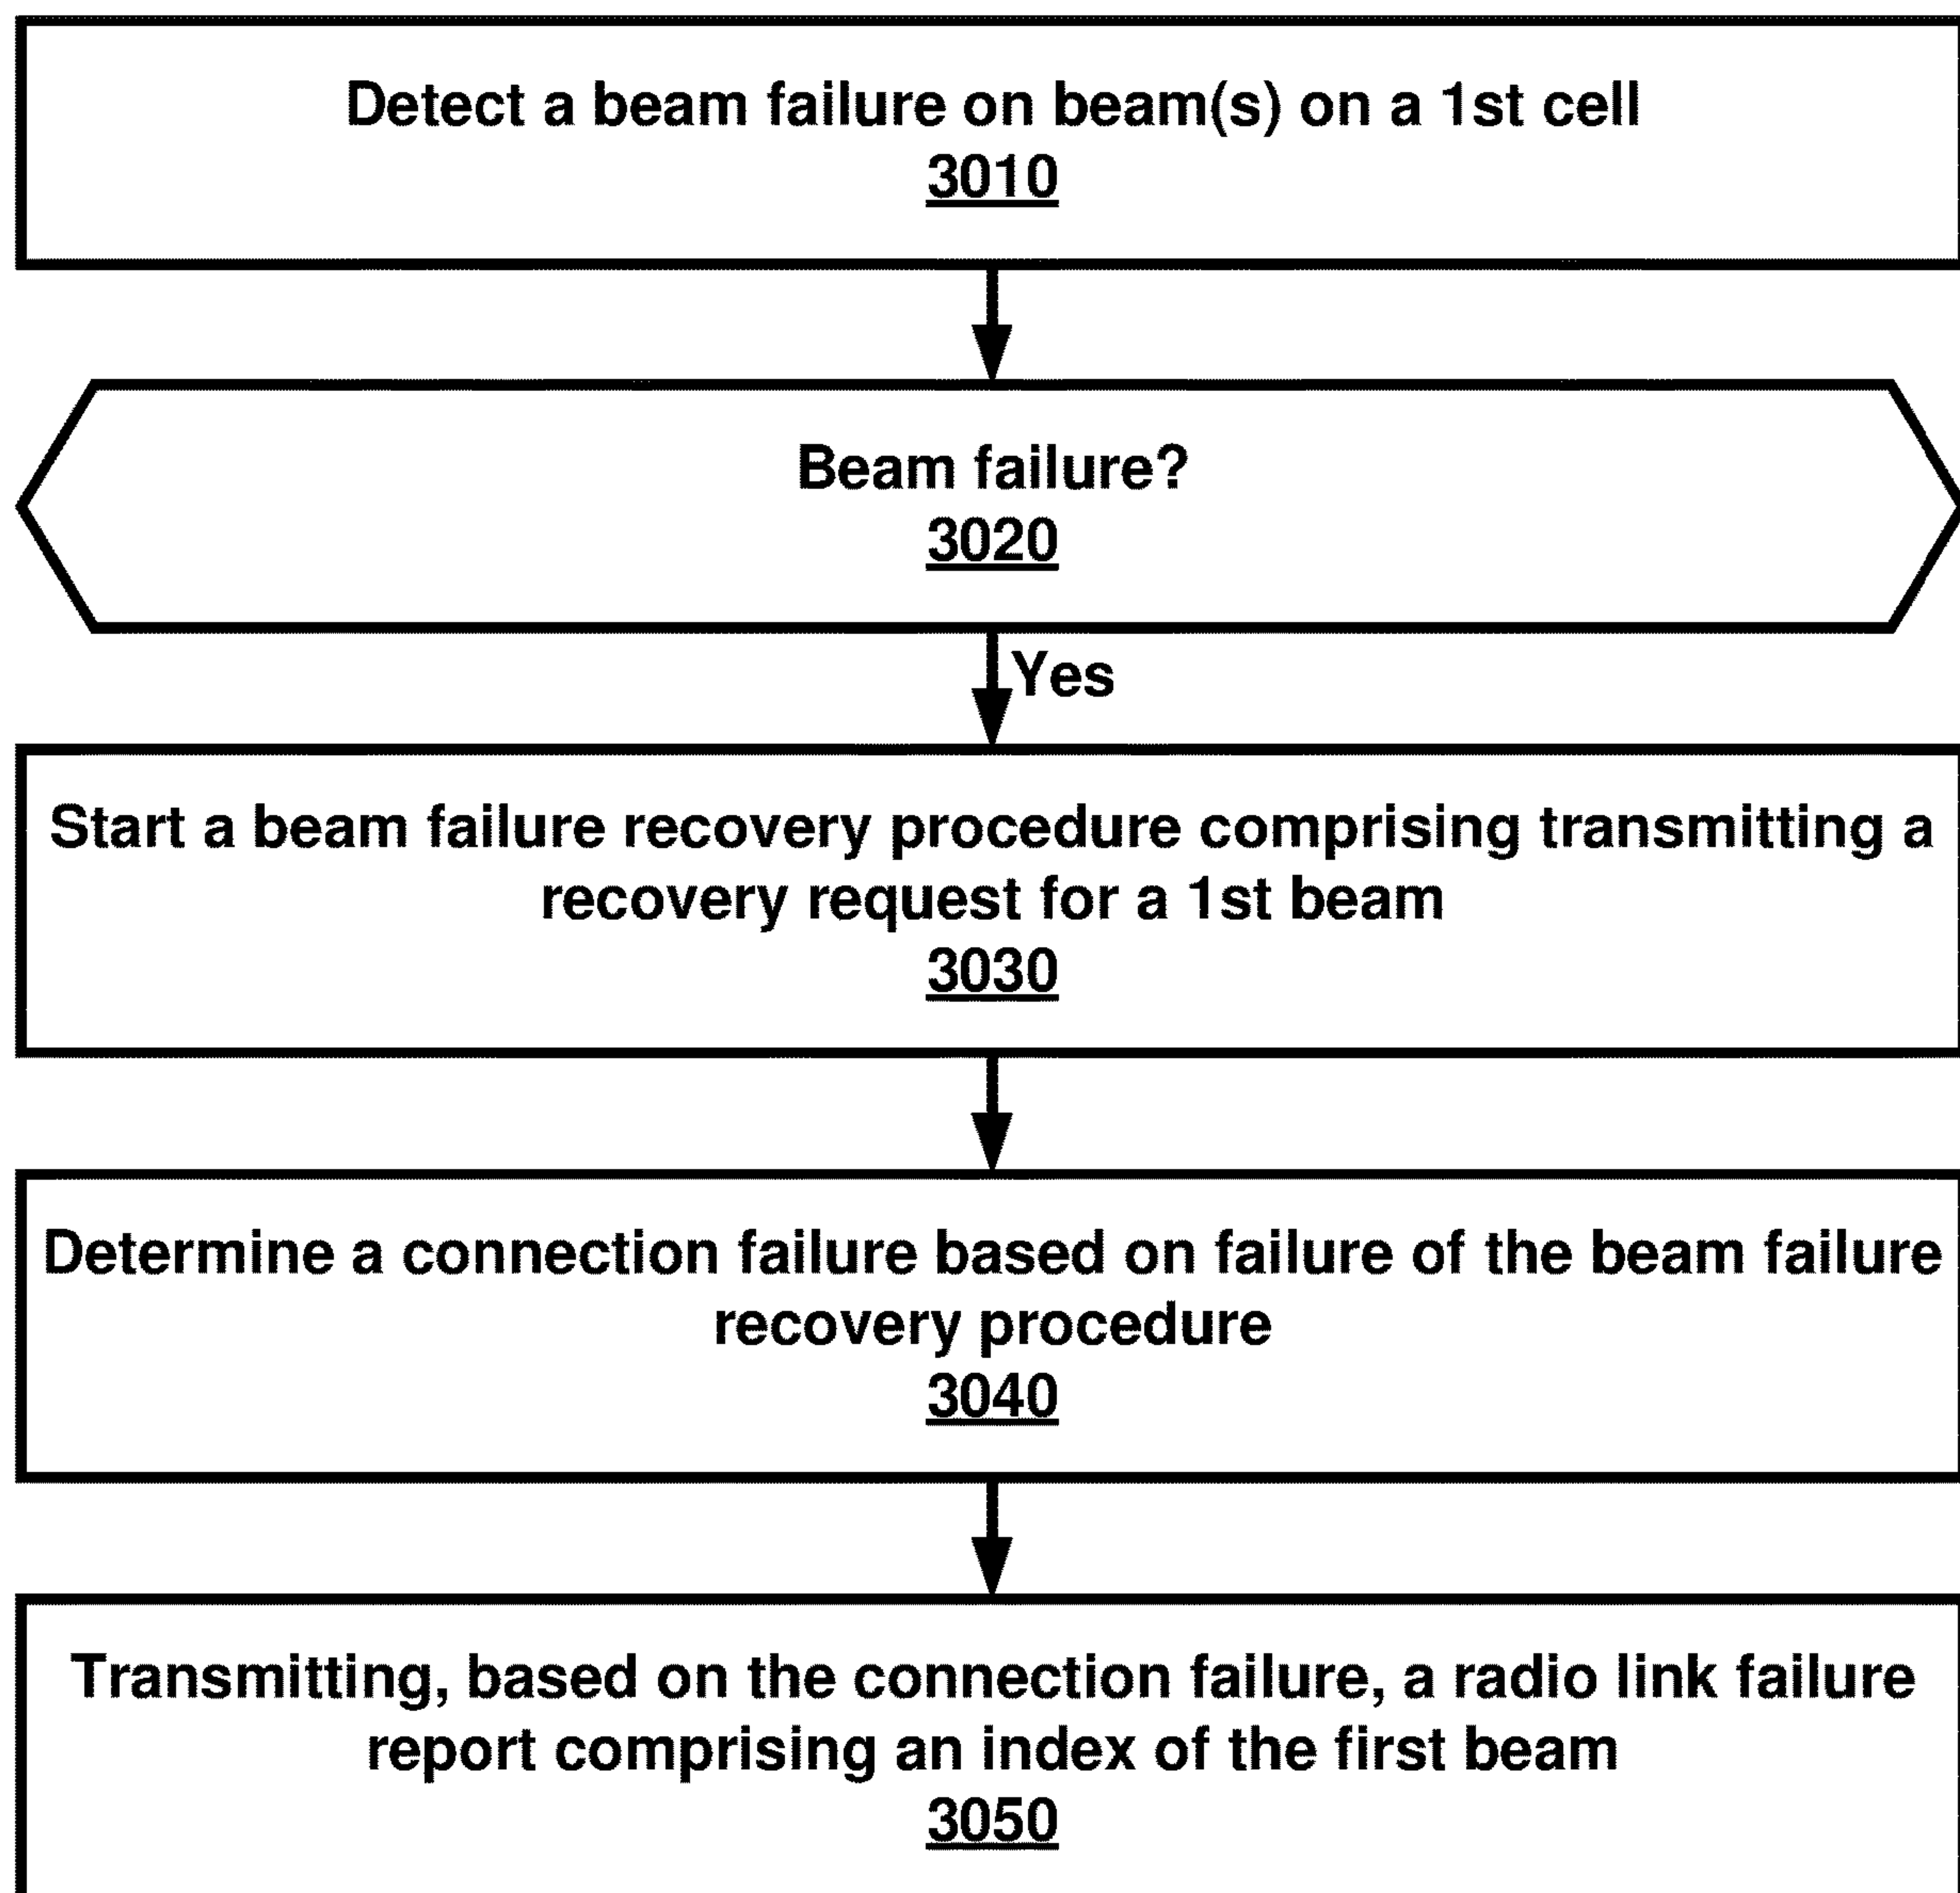 Detect a beam failure on beam(s) on a 1st cell
3010
Beam failure?
3020
Yes
Start a beam failure recovery procedure comprising transmitting a
recovery request for a 1st beam
3030
Determine a connection failure based on failure of the beam failure
recovery procedure
3040
Transmitting, based on the connection failure, a radio link failure
report comprising an index of the first beam
3050